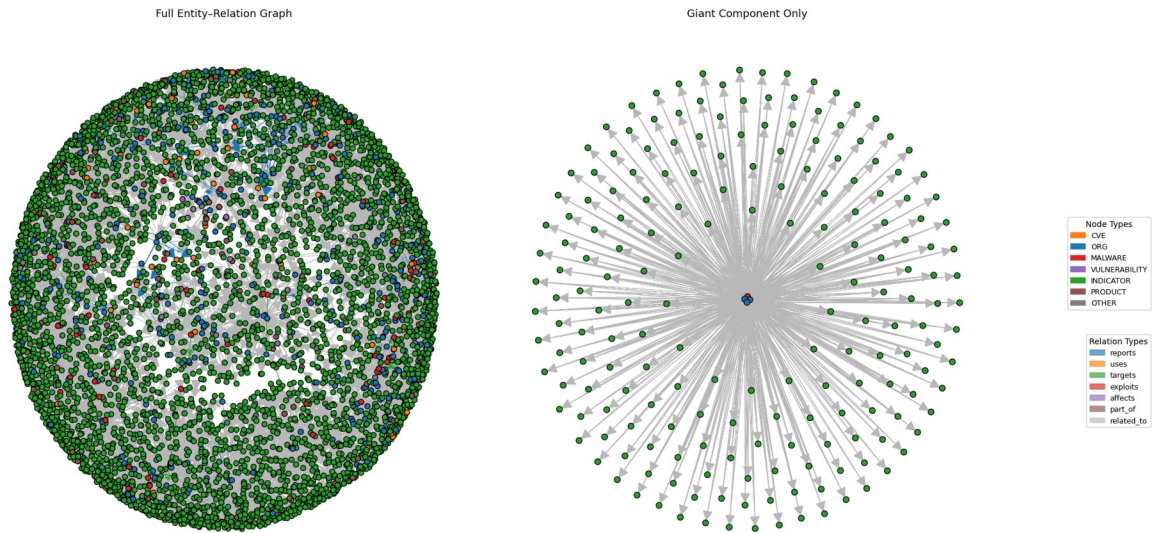 Full Entity–Relation Graph
Giant Component Only
Node Types
CVE
ORG
MALWARE
VULNERABILITY
INDICATOR
PRODUCT
OTHER
Relation Types
reports
uses
targets
exploits
affects
part_of
related_to